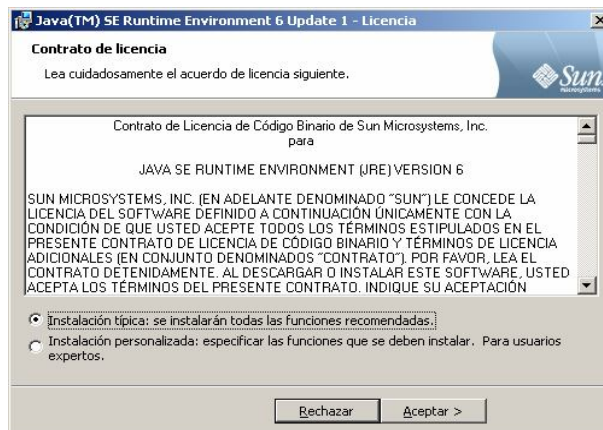 Java(TM) SE Runtime Environment 6 Update 1 - Licencia
Contrato de licencia
Lea cuidadosamente el acuerdo de licencia siguiente.
Sun
microsystems
Contrato de Licencia de Código Binario de Sun Microsystems, Inc.
para
JAVA SE RUNTIME ENVIRONMENT (JRE) VERSION 6
SUN MICROSYSTEMS, INC. (EN ADELANTE DENOMINADO "SUN") LE CONCEDE LA
LICENCIA DEL SOFTWARE DEFINIDO A CONTINUACIÓN ÚNICAMENTE CON LA
CONDICIÓN DE QUE USTED ACEPTE TODOS LOS TÉRMINOS ESTIPULADOS EN EL
PRESENTE CONTRATO DE LICENCIA DE CÓDIGO BINARIO Y TÉRMINOS DE LICENCIA
ADICIONALES (EN CONJUNTO DENOMINADOS "CONTRATO"). POR FAVOR, LEA EL
CONTRATO DETENIDAMENTE. AL DESCARGAR O INSTALAR ESTE SOFTWARE, USTED
ACEPTA LOS TÉRMINOS DEL PRESENTE CONTRATO. INDIQUE SU ACEPTACIÓN
Instalación típica: se instalarán todas las funciones recomendadas.
Instalación personalizada: especificar las funciones que se deben instalar. Para usuarios
expertos.
Rechazar
Aceptar >